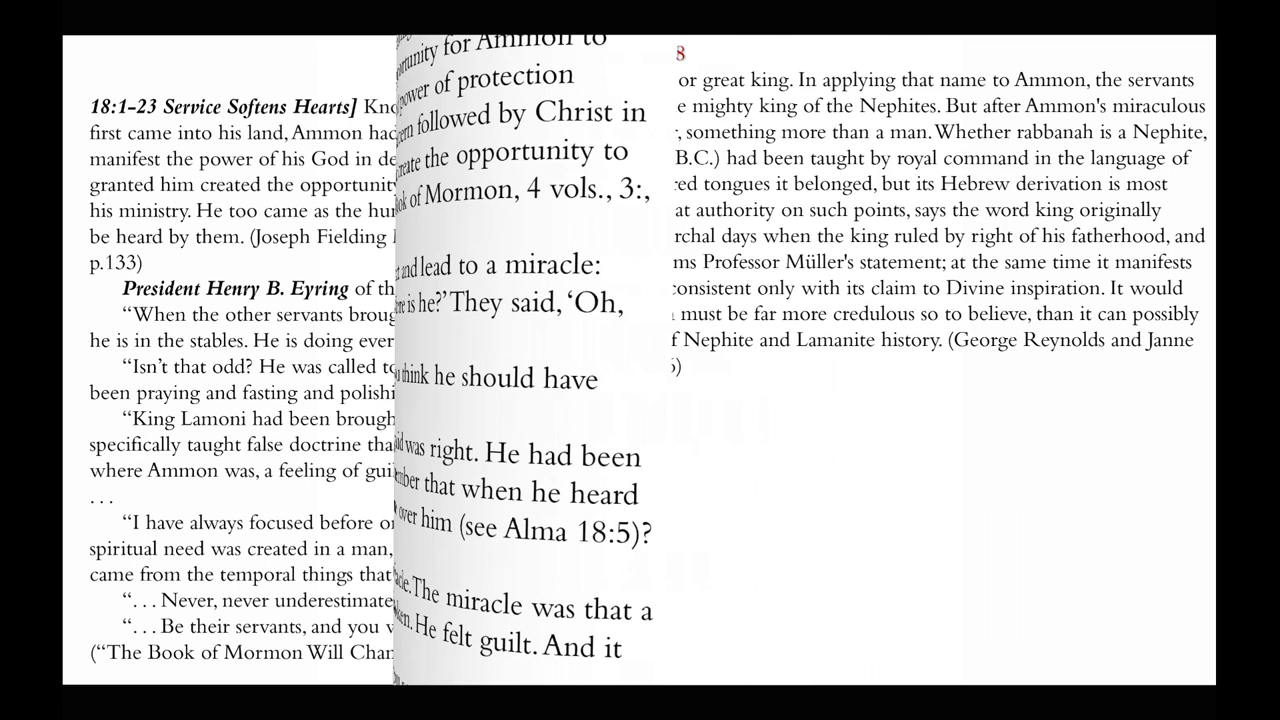 18:1-23 Service Softens Hearts]
first came into his land, Ammon had
manifest the power of his God in de
granted him created the opportunity
his ministry. He too came as the hu
be heard by them. (Joseph Fielding
p.133)
President Henry B. Eyring of th
“When the other servants broug
he is in the stables. He is doing ever
“Isn’t that odd? He was called to
been praying and fasting and polishi
“King Lamoni had been brough
specifically taught false doctrine tha
where Ammon was, a feeling of gui
. . .
“I have always focused before o
spiritual need was created in a man,
came from the temporal things that
“. . . Never, never underestimate
“. . . Be their servants, and you
(“The Book of Mormon Will Chan
rtunity for Ammon to
power of protection
ern followed by Christ in
create the opportunity to
ok of Mormon, 4 vols., 3:,
and lead to a miracle:
re is he?’ They said, ‘Oh,
think he should have
was right. He had been
mber that when he heard
over him (see Alma 18:5)?
acle. The miracle was that a
He felt guilt. And it
8
or great king. In applying that name to Ammon, the servants
e mighty king of the Nephites. But after Ammon's miraculous
, something more than a man. Whether rabbanah is a Nephite,
B.C.) had been taught by royal command in the language of
red tongues it belonged, but its Hebrew derivation is most
at authority on such points, says the word king originally
rchal days when the king ruled by right of his fatherhood, and
ms Professor Müller's statement; at the same time it manifests
consistent only with its claim to Divine inspiration. It would
must be far more credulous so to believe, than it can possibly
f Nephite and Lamanite history. (George Reynolds and Janne
)